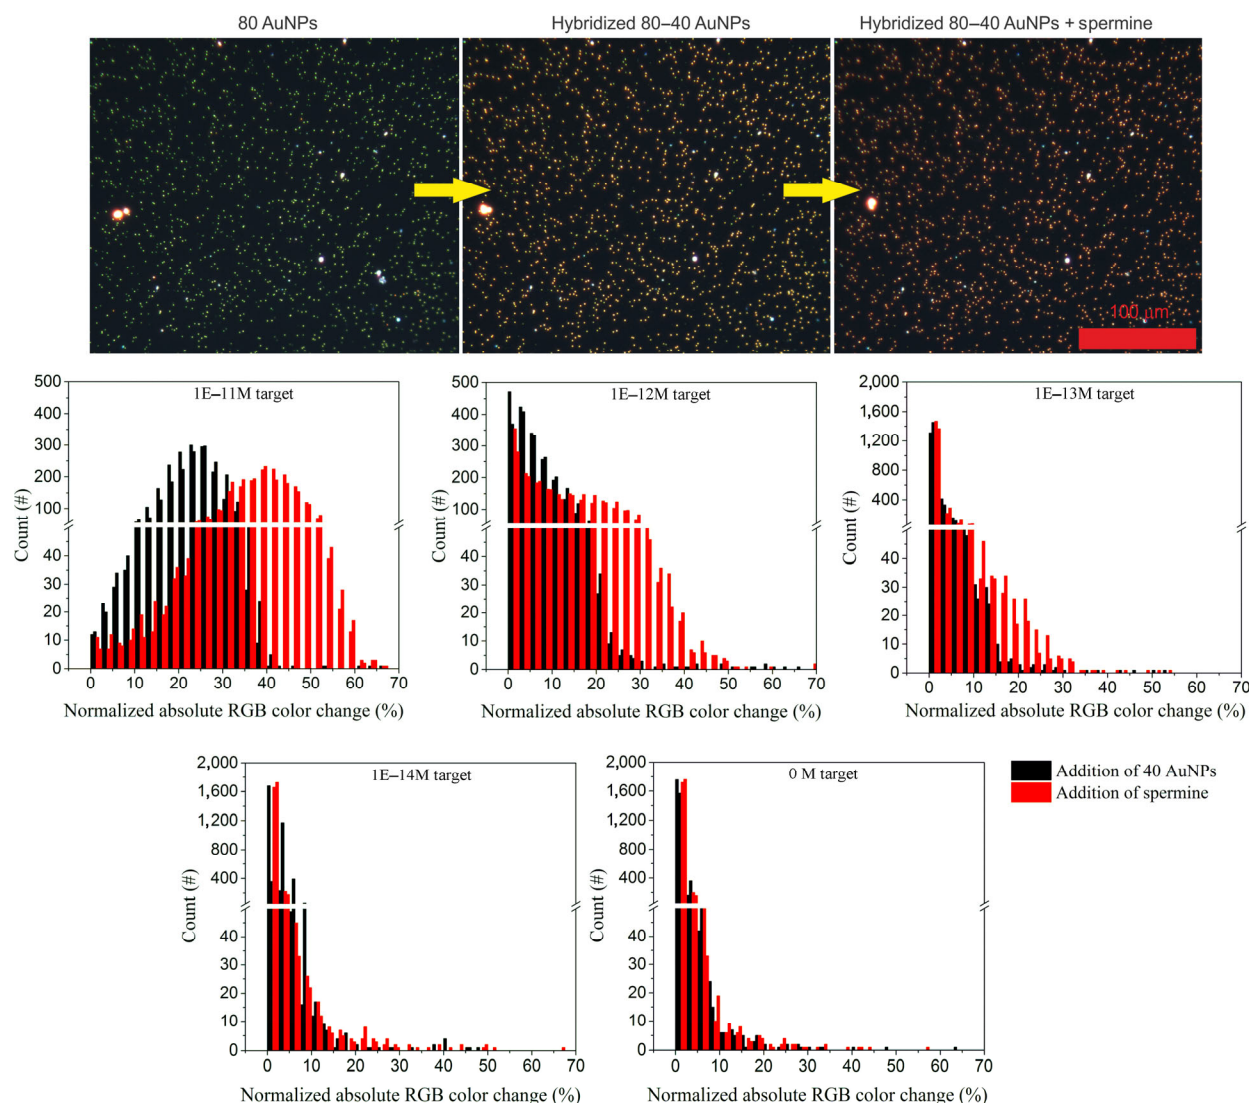 80 AuNPs
Hybridized 80–40 AuNPs
Hybridized 80–40 AuNPs + spermine
100 µm
1E–11M target
500
400
300
200
100
40
30
20
10
0
Count (#)
0 10 20 30 40 50 60 70
Normalized absolute RGB color change (%)
1E–12M target
500
400
300
200
100
40
30
20
10
0
Count (#)
0 10 20 30 40 50 60 70
Normalized absolute RGB color change (%)
1E–13M target
2,000
1,600
1,200
800
400
40
30
20
10
0
Count (#)
0 10 20 30 40 50 60 70
Normalized absolute RGB color change (%)
1E–14M target
2,000
1,600
1,200
800
400
40
30
20
10
0
Count (#)
0 10 20 30 40 50 60 70
Normalized absolute RGB color change (%)
0 M target
2,000
1,600
1,200
800
400
40
30
20
10
0
Count (#)
0 10 20 30 40 50 60 70
Normalized absolute RGB color change (%)
Addition of 40 AuNPs
Addition of spermine